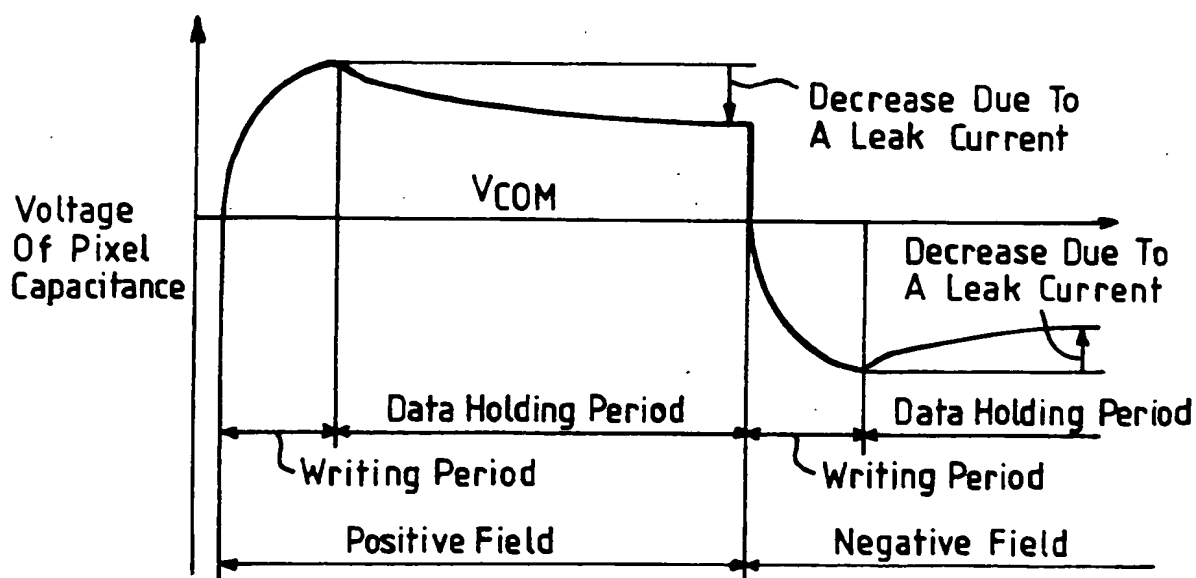 Decrease Due To
A Leak Current
VCOM
Voltage
Of Pixel
Capacitance
Decrease Due To
A Leak Current
Data Holding Period
Data Holding Period
Writing Period
Writing Period
Positive Field
Negative Field